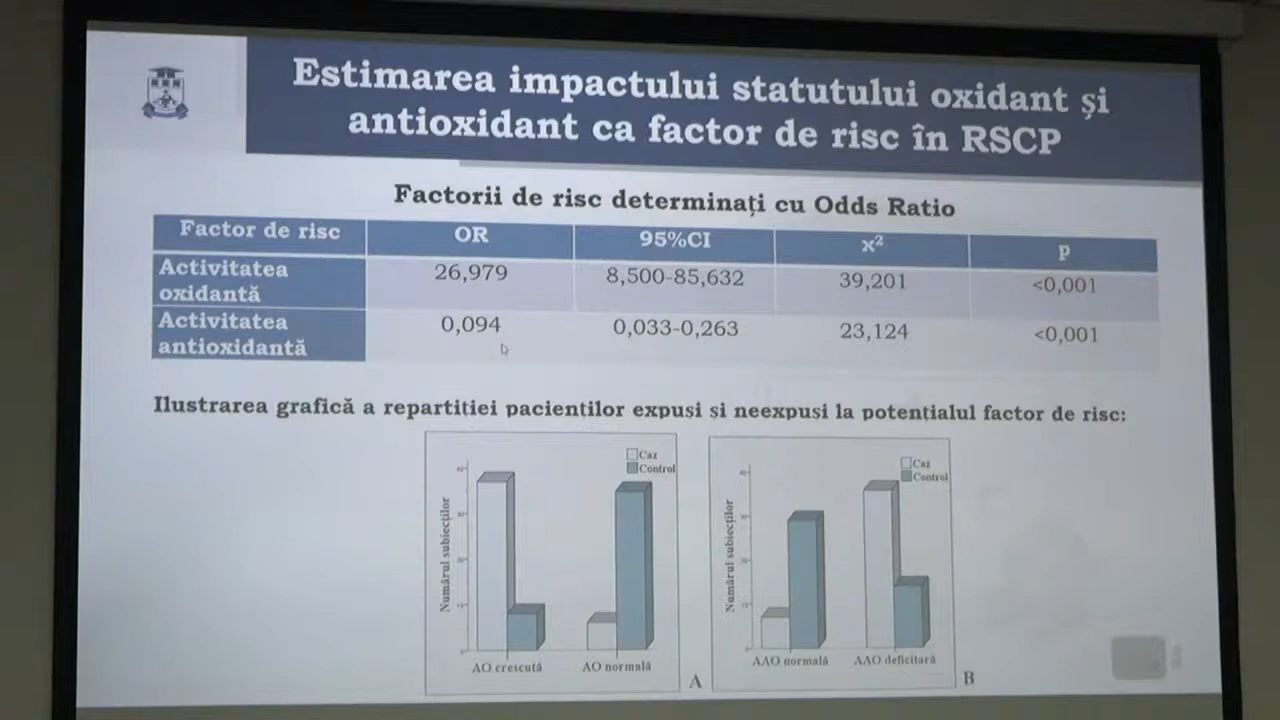 Estimarea impactului statutului oxidant și
antioxidant ca factor de risc în RSCP
Factorii de risc determinați cu Odds Ratio
Factor de risc OR 95%CI x² p
Activitatea oxidantă 26,979 8,500-85,632 39,201 <0,001
Activitatea antioxidantă 0,094 0,033-0,263 23,124 <0,001
Ilustrarea grafică a repartiției pacienților expuși și neexpuși la potențialul factor de risc:
Caz
Control
Numărul subiecților
AO crescută AO normală
A
Caz
Control
Numărul subiecților
AAO normală AAO deficitară
B